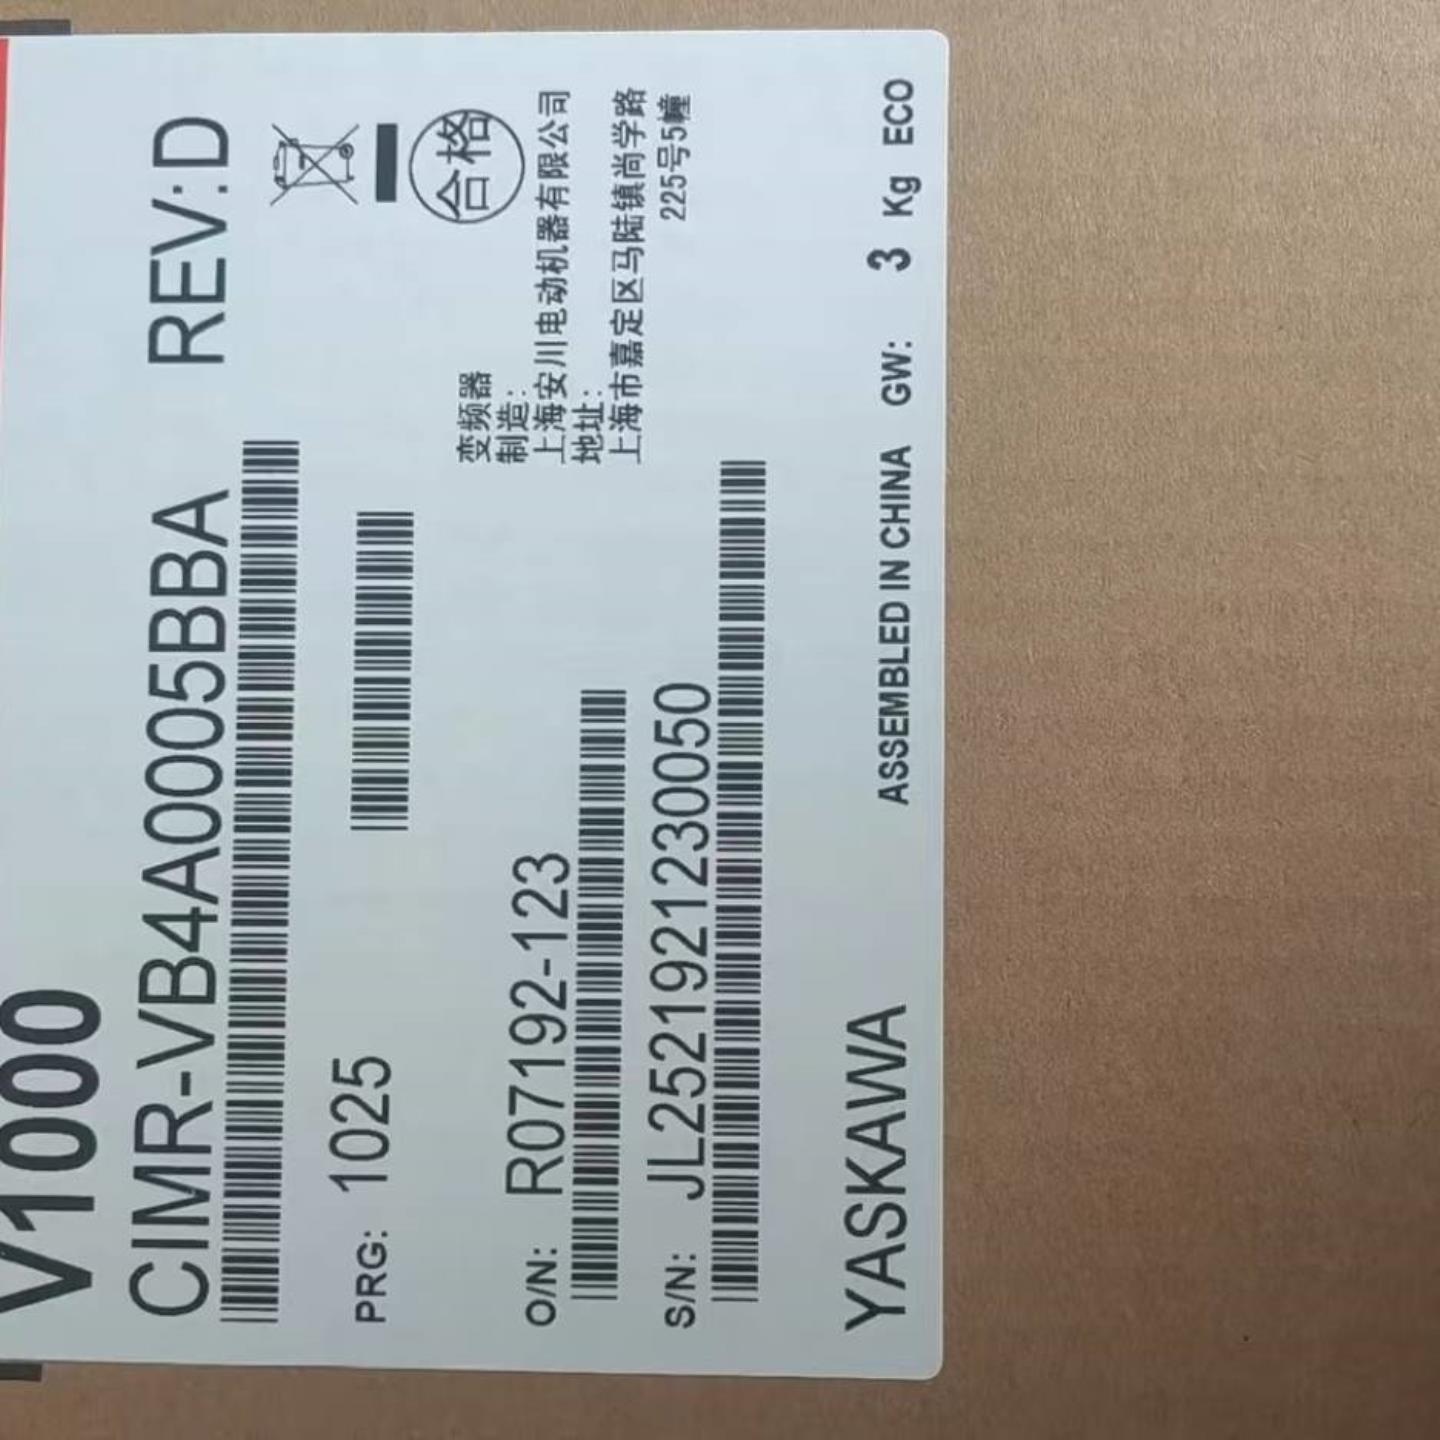 V1000
CIMR-VB4A0005BBA REV:D
PRG: 1025
合格
变频器
制造:
上海安川电动机器有限公司
地址:
上海市嘉定区马陆镇尚学路
225号5幢
O/N: R07192-123
S/N: JL2521921230050
YASKAWA ASSEMBLED IN CHINA GW: 3 Kg ECO